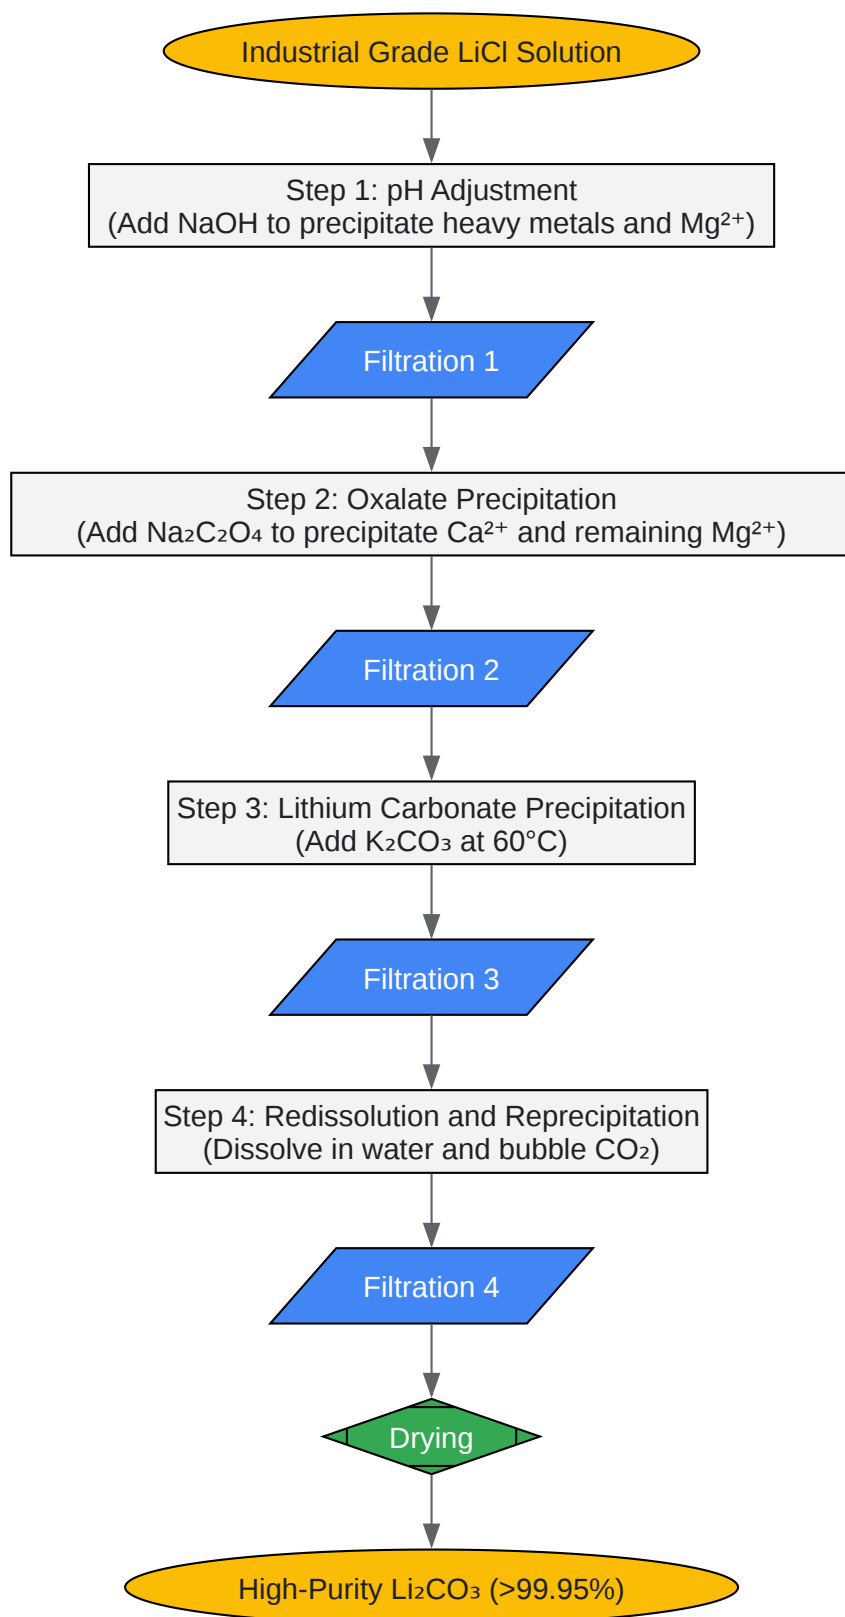 Industrial Grade LiCl Solution
Step 1: pH Adjustment
(Add NaOH to precipitate heavy metals and Mg²⁺)
Filtration 1
Step 2: Oxalate Precipitation
(Add Na₂C₂O₄ to precipitate Ca²⁺ and remaining Mg²⁺)
Filtration 2
Step 3: Lithium Carbonate Precipitation
(Add K₂CO₃ at 60°C)
Filtration 3
Step 4: Redissolution and Reprecipitation
(Dissolve in water and bubble CO₂)
Filtration 4
Drying
High-Purity Li₂CO₃ (>99.95%)